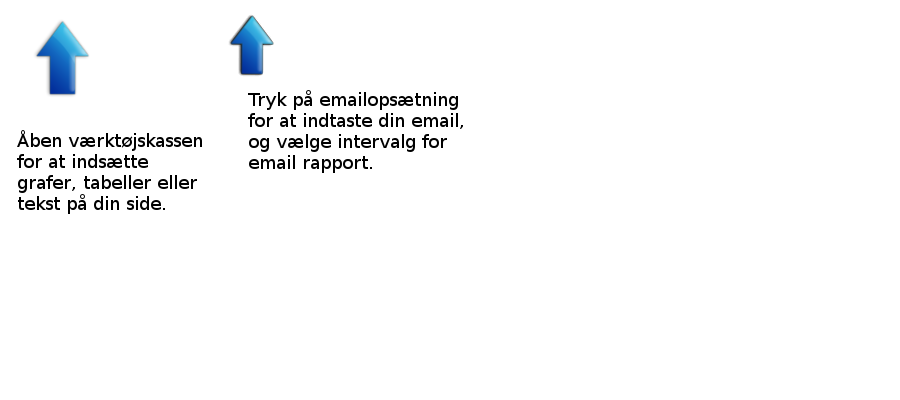 Åben værktøjskassen
for at indsætte
grafer, tabeller eller
tekst på din side.
Tryk på emailopsætning
for at indtaste din email,
og vælge intervalg for
email rapport.